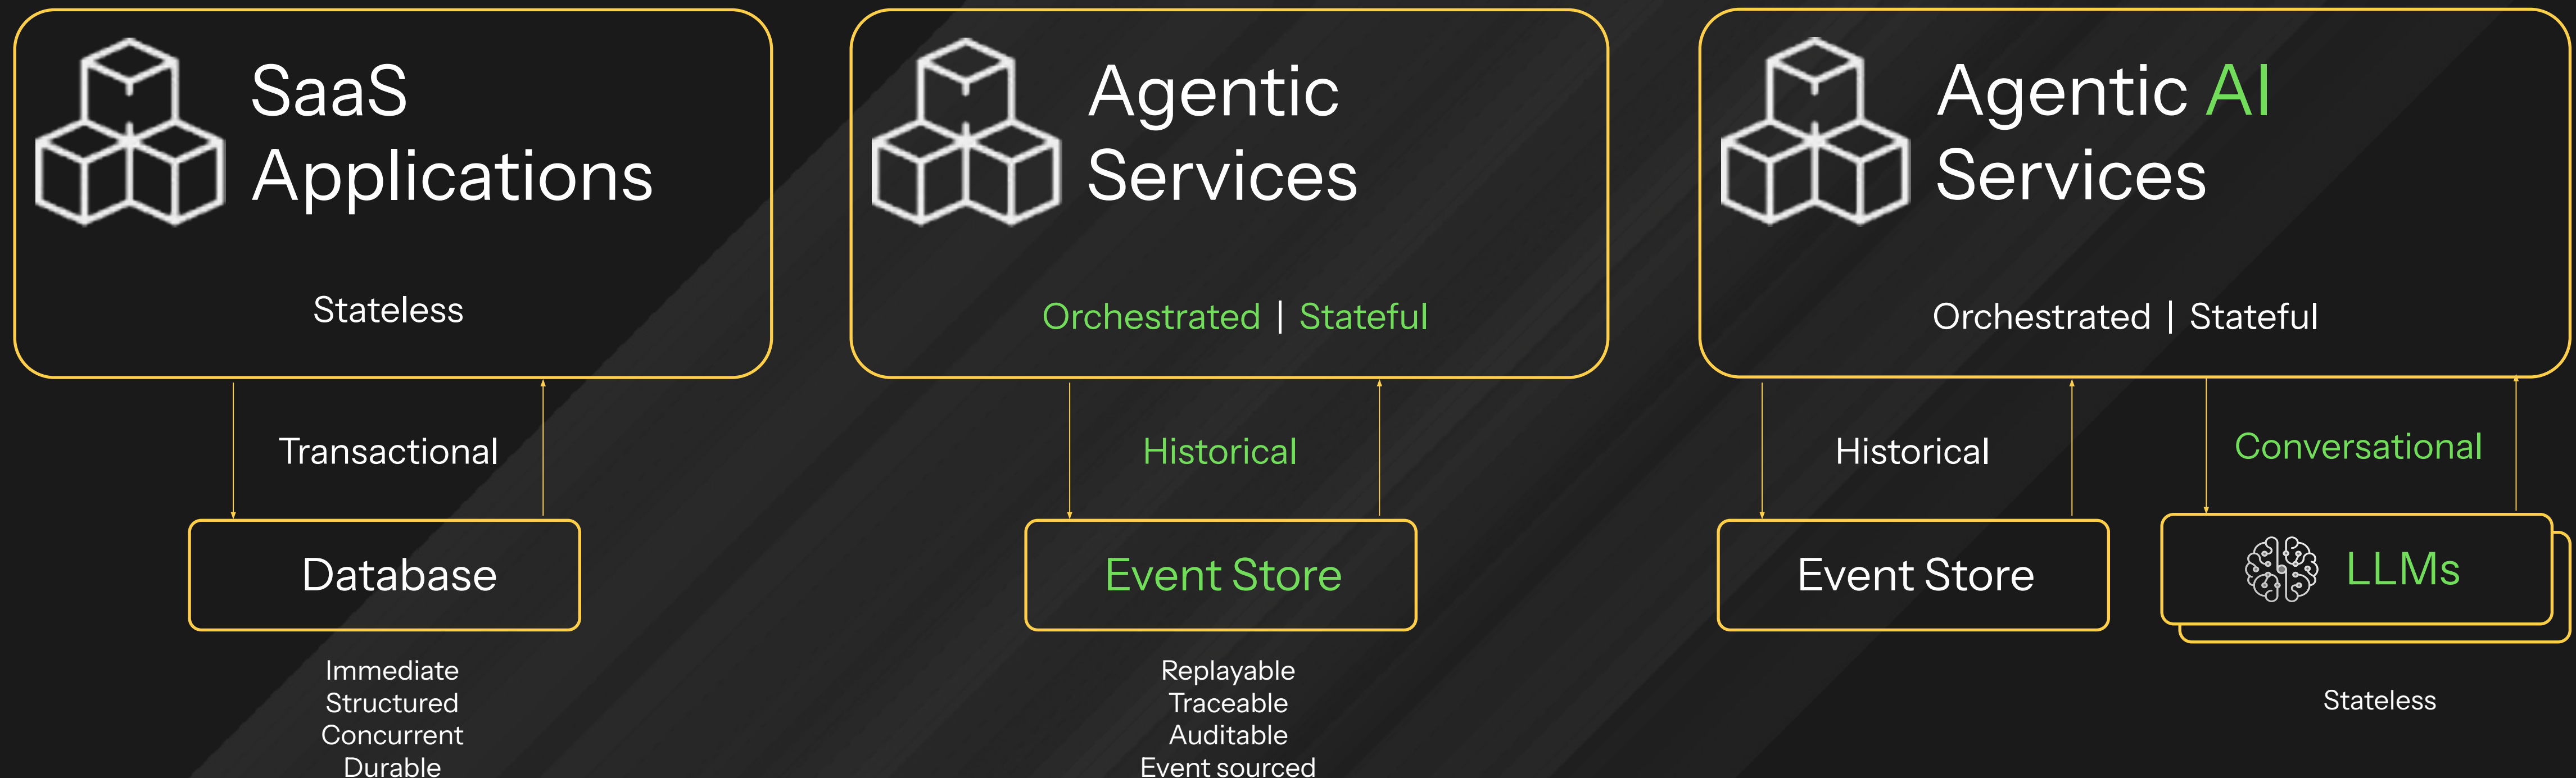 SaaS
Applications
Stateless
Transactional
Database
Immediate
Structured
Concurrent
Durable
Agentic
Services
Orchestrated | Stateful
Historical
Event Store
Replayable
Traceable
Auditable
Event sourced
Agentic AI
Services
Orchestrated | Stateful
Historical
Conversational
Event Store
LLMs
Stateless